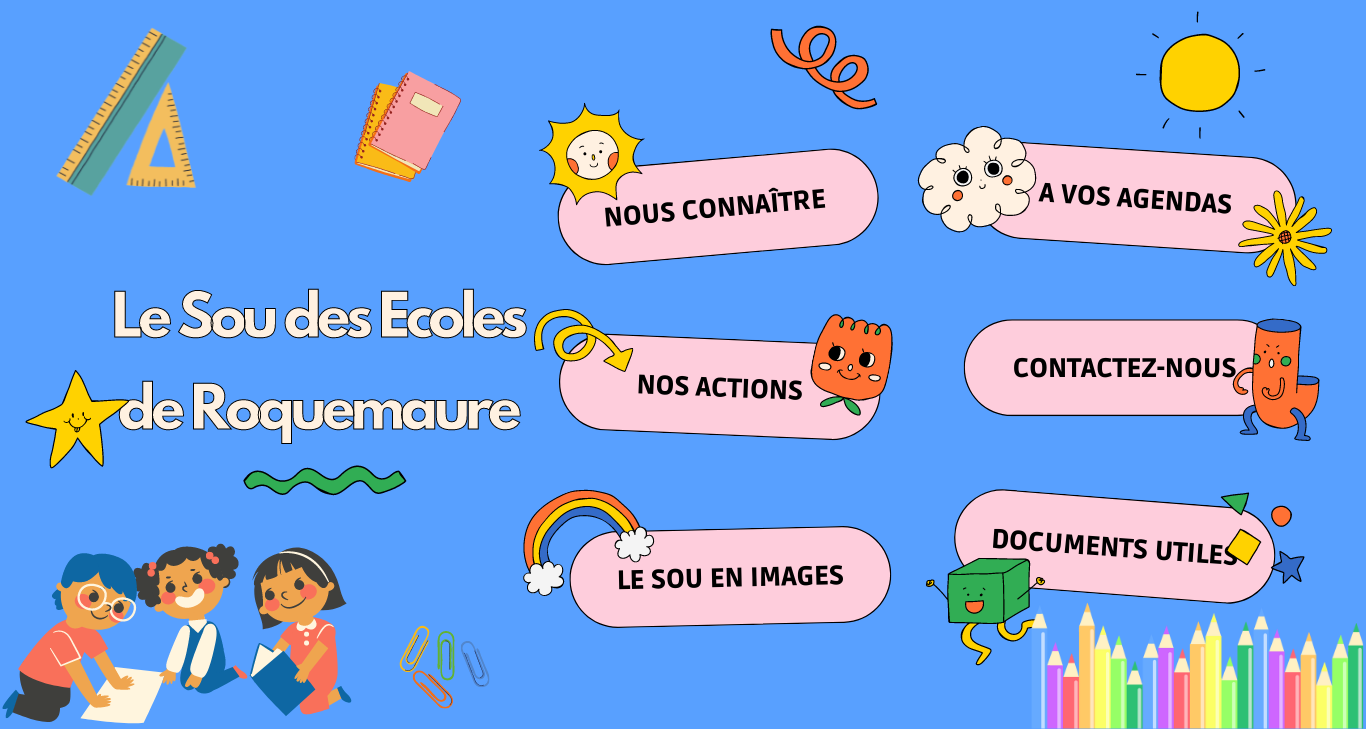 Le Sou des Ecoles
de Roquemaure
NOUS CONNAÎTRE
A VOS AGENDAS
NOS ACTIONS
CONTACTEZ-NOUS
LE SOU EN IMAGES
DOCUMENTS UTILES